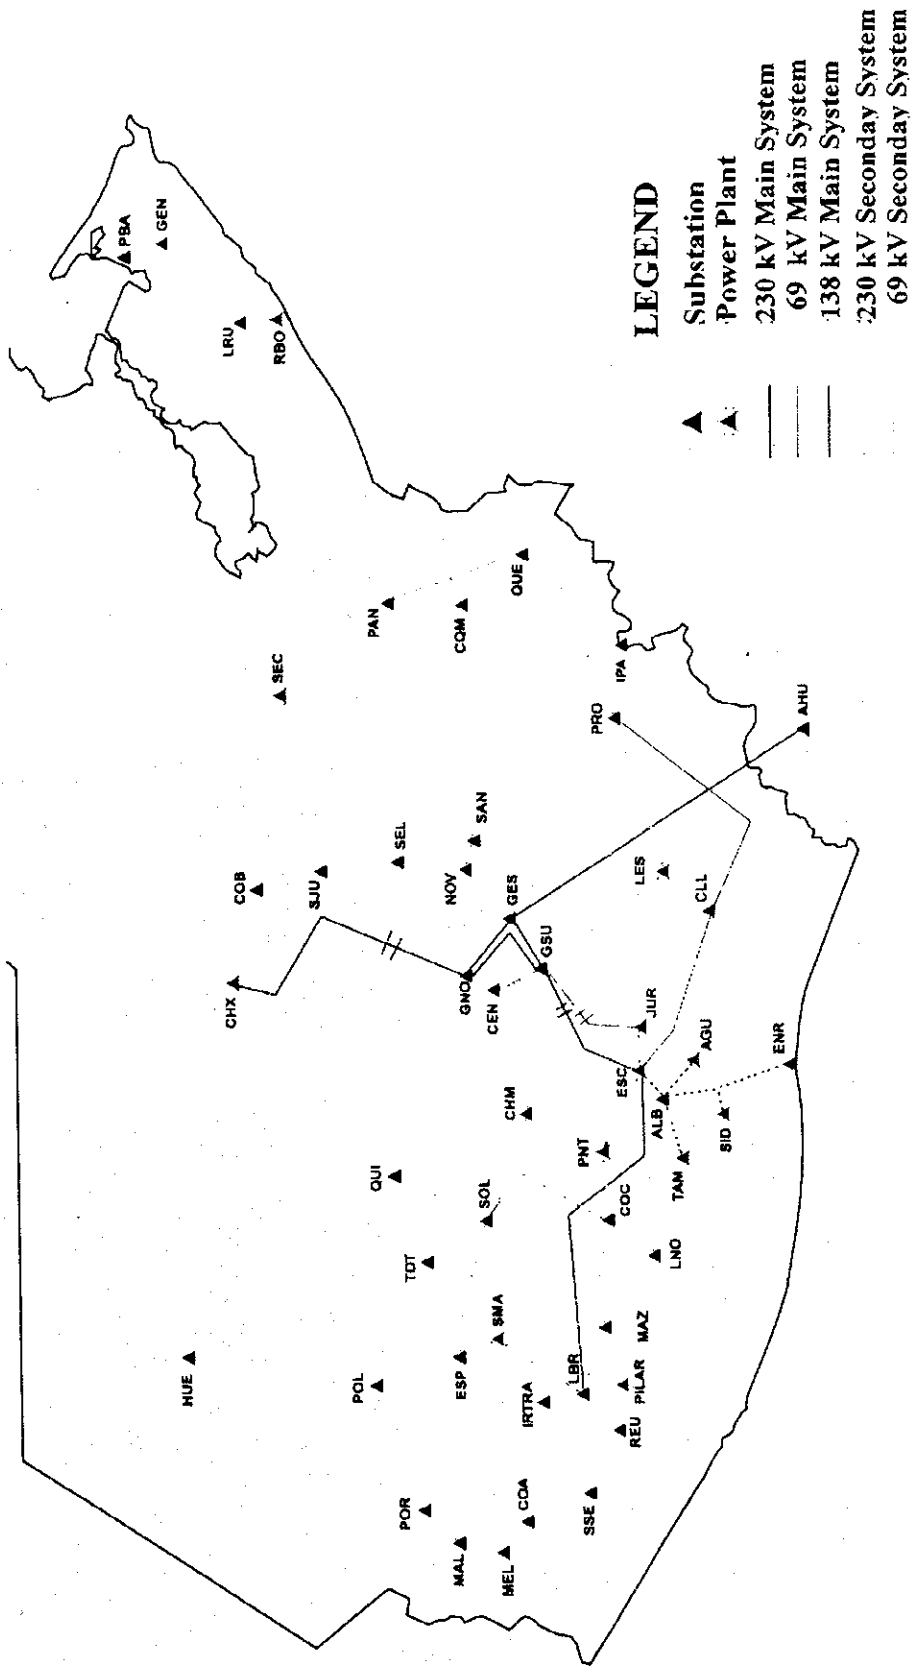 PBA
GEN
LRU
RBO
SEC
PAN
CQM
QUE
IPA
PRO
AHU
COB
SJU
SEL
NOV
SAN
GES
LES
CLL
CHX
GNO
CEN
GSU
JUR
ESC
AGU
ENR
ALB
SID
TAM
CHM
PNT
QUI
SOL
COC
LNO
TOT
SMA
MAZ
HUE
POL
ESP
IRTRA
LBR
PILAR
REU
POR
MAL
MEL
COA
SSE
LEGEND
Substation
Power Plant
230 kV Main System
69 kV Main System
138 kV Main System
230 kV Seconday System
69 kV Seconday System